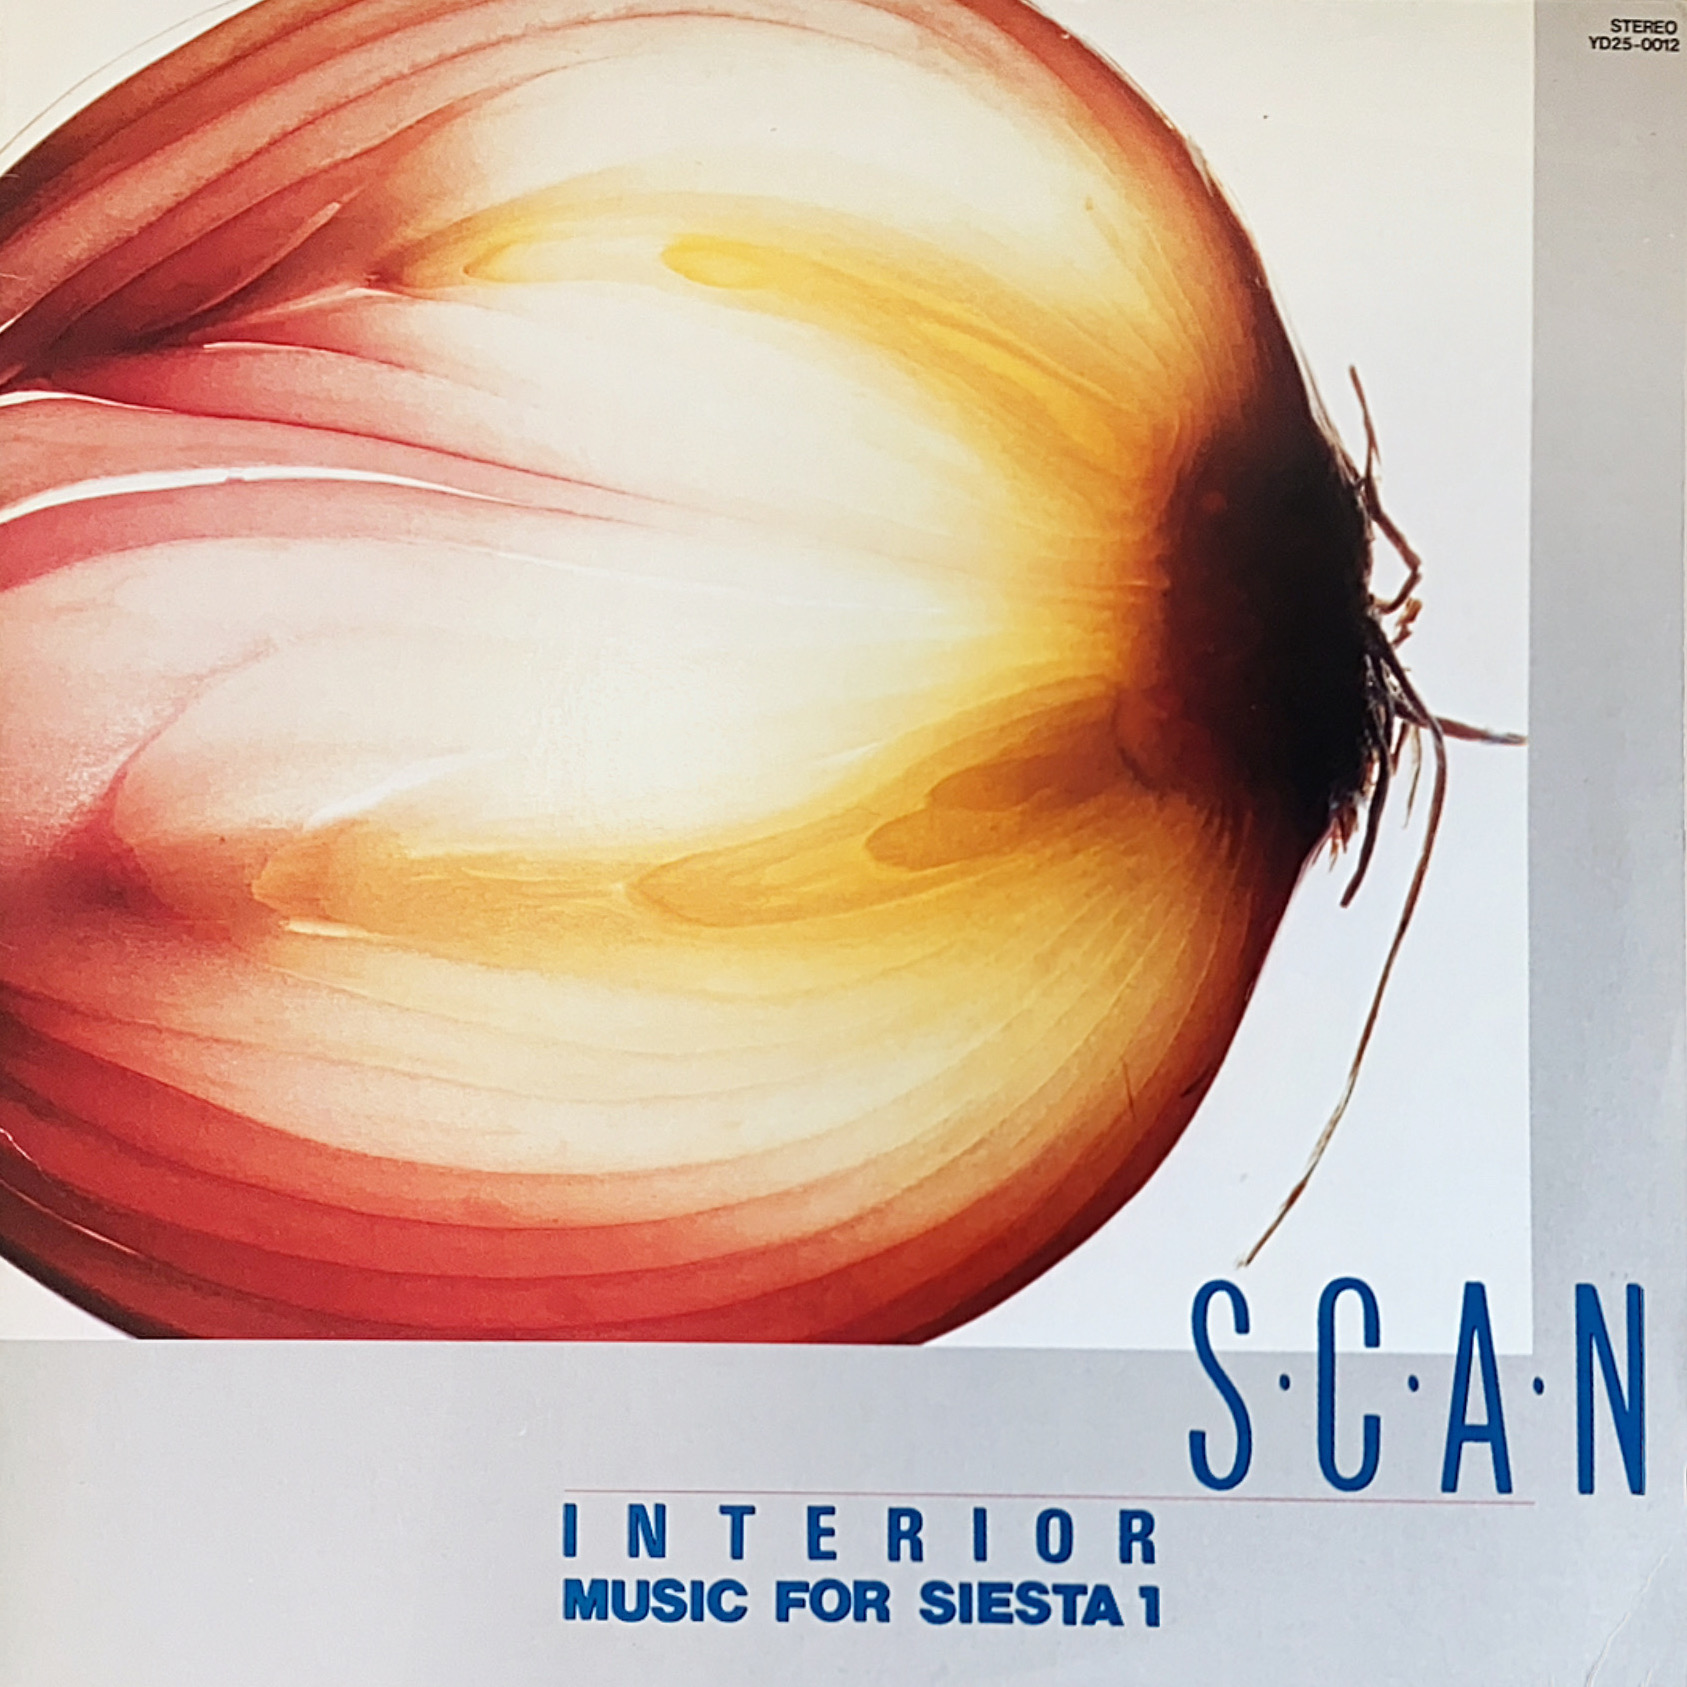 STEREO
YD25-0012
S·C·A·N
INTERIOR
MUSIC FOR SIESTA 1